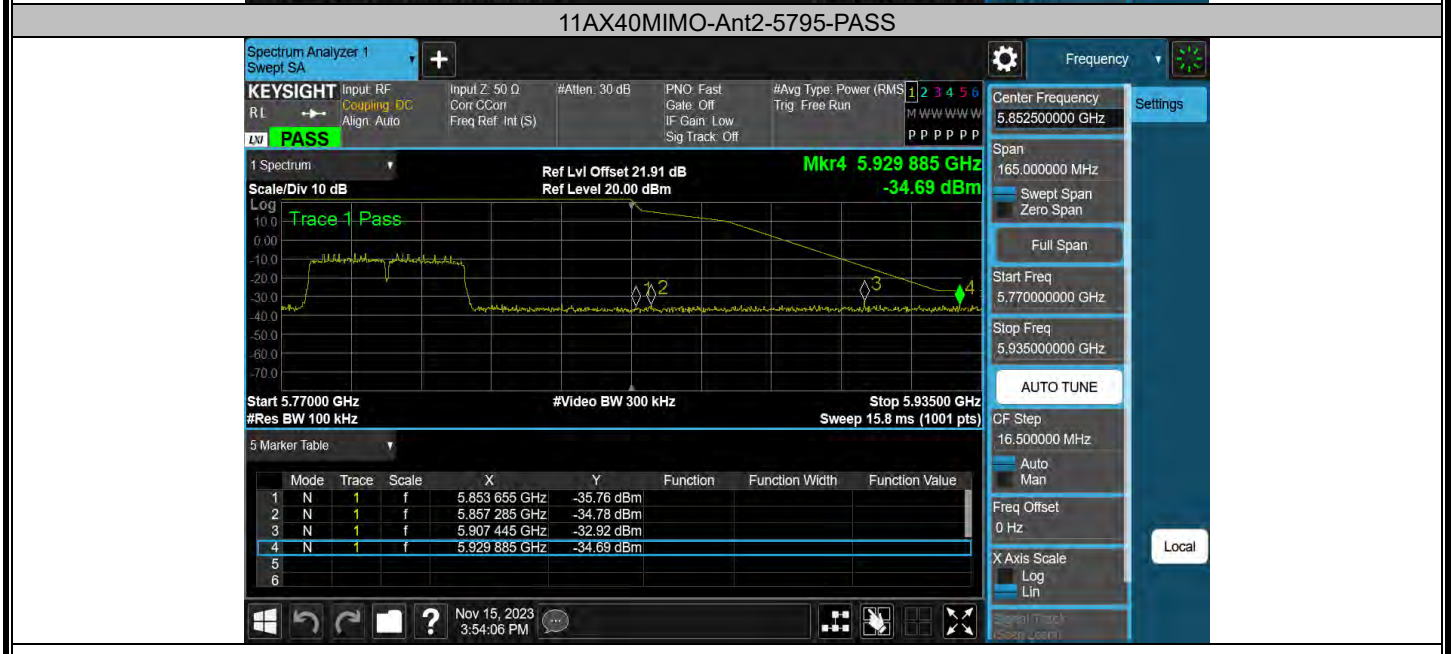 11AX40MIMO-Ant2-5795-PASS
Spectrum Analyzer 1
Swept SA
+
Frequency
KEYSIGHT
Input: RF
Input Z: 50 Ω
#Atten: 30 dB
PNO: Fast
#Avg Type: Power (RMS
1 2 3 4 5 6
RL
Coupling: DC
Corr CCorr
Gate: Off
Trig: Free Run
Align: Auto
Freq Ref: Int (S)
IF Gain: Low
M W W W W W
Sig Track: Off
P P P P P P
LXI PASS
Center Frequency
5.852500000 GHz
Settings
1 Spectrum
Ref Lvl Offset 21.91 dB
Mkr4 5.929 885 GHz
Scale/Div 10 dB
Ref Level 20.00 dBm
-34.69 dBm
Span
165.000000 MHz
Swept Span
Zero Span
Log
Trace 1 Pass
10.0
0.00
-10.0
-20.0
-30.0
-40.0
-50.0
-60.0
-70.0
1 2 3 4
Full Span
Start Freq
5.770000000 GHz
Stop Freq
5.935000000 GHz
AUTO TUNE
Start 5.77000 GHz
#Video BW 300 kHz
Stop 5.93500 GHz
#Res BW 100 kHz
Sweep 15.8 ms (1001 pts)
CF Step
16.500000 MHz
Auto
Man
5 Marker Table
Mode Trace Scale X Y Function Function Width Function Value
1 N 1 f 5.853 655 GHz -35.76 dBm
2 N 1 f 5.857 285 GHz -34.78 dBm
3 N 1 f 5.907 445 GHz -32.92 dBm
4 N 1 f 5.929 885 GHz -34.69 dBm
5
6
Freq Offset
0 Hz
Local
X Axis Scale
Log
Lin
Signal Track
(Span Zoom)
?
Nov 15, 2023
3:54:06 PM